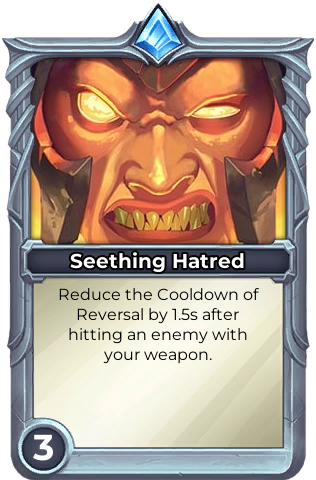 Seething Hatred
Reduce the Cooldown of
Reversal by 1.5s after
hitting an enemy with
your weapon.
3